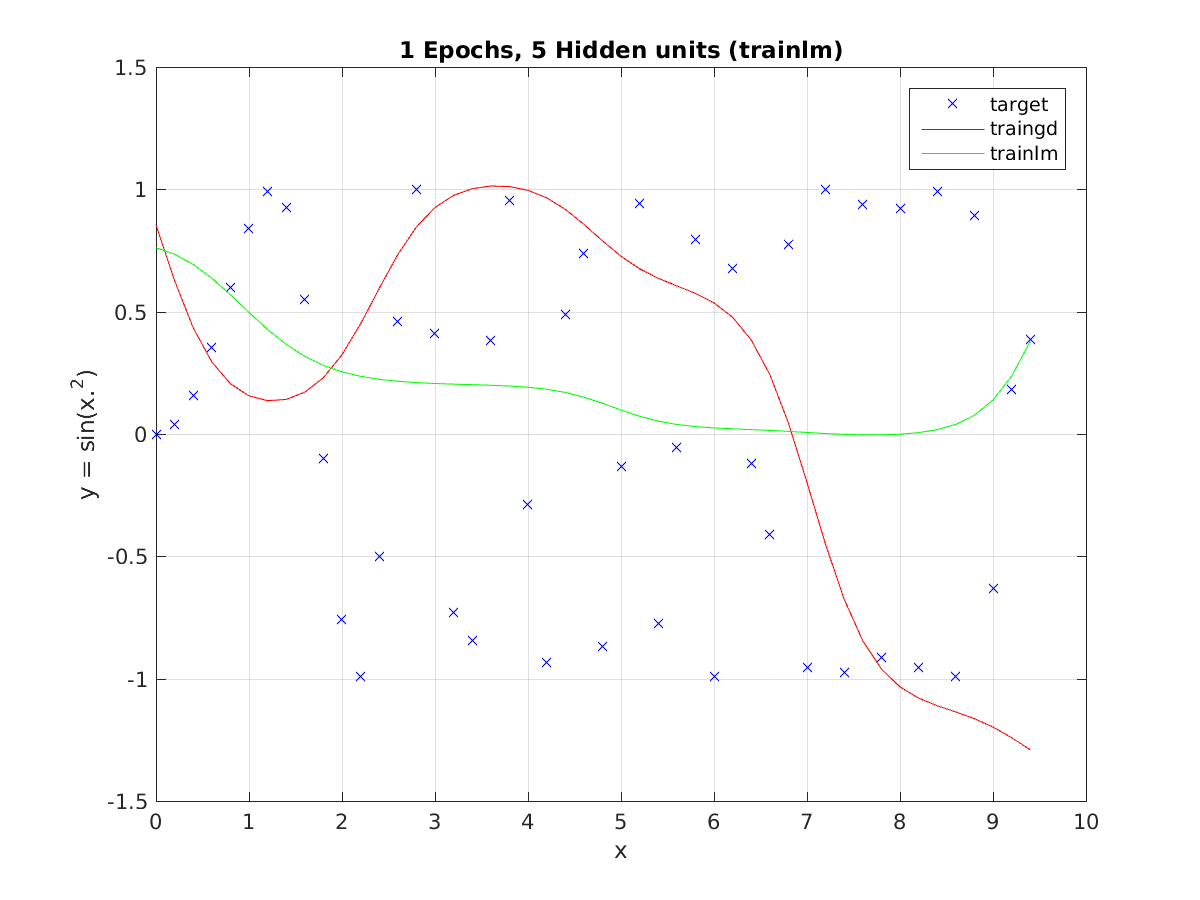 1 Epochs, 5 Hidden units (trainlm)
1.5
1
0.5
0
-0.5
-1
-1.5
y = sin(x.²)
target
traingd
trainlm
0 1 2 3 4 5 6 7 8 9 10
x